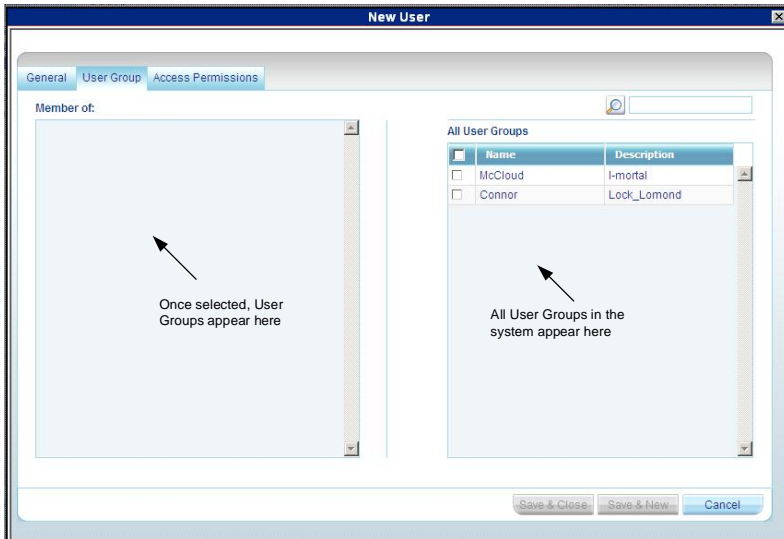 New User
General User Group Access Permissions
Member of:
All User Groups
Name Description
McCloud I-mortal
Connor Lock_Lomond
Once selected, User
Groups appear here
All User Groups in the
system appear here
Save & Close Save & New Cancel